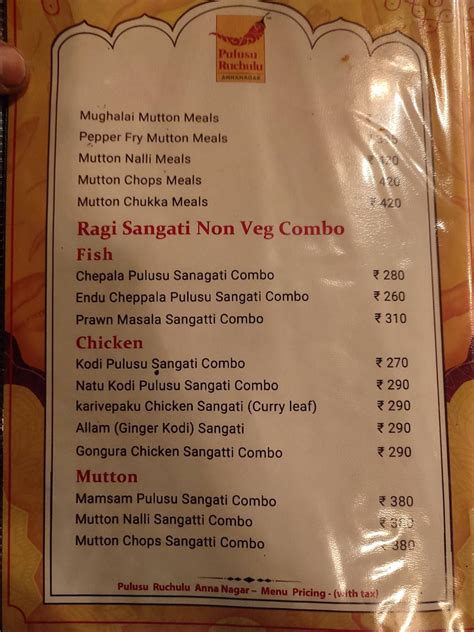 Pulusu
Ruchulu
ANNANAGAR
Mughalai Mutton Meals
Pepper Fry Mutton Meals
Mutton Nalli Meals
Mutton Chops Meals ₹ 420
Mutton Chukka Meals ₹ 420
Ragi Sangati Non Veg Combo
Fish
Chepala Pulusu Sanagati Combo ₹ 280
Endu Cheppala Pulusu Sangati Combo ₹ 260
Prawn Masala Sangatti Combo ₹ 310
Chicken
Kodi Pulusu Sangati Combo ₹ 270
Natu Kodi Pulusu Sangati Combo ₹ 290
karivepaku Chicken Sangati (Curry leaf) ₹ 290
Allam (Ginger Kodi) Sangati ₹ 290
Gongura Chicken Sangatti Combo ₹ 290
Mutton
Mamsam Pulusu Sangati Combo ₹ 380
Mutton Nalli Sangatti Combo ₹ 380
Mutton Chops Sangatti Combo ₹ 380
Pulusu Ruchulu Anna Nagar – Menu Pricing - (with tax)